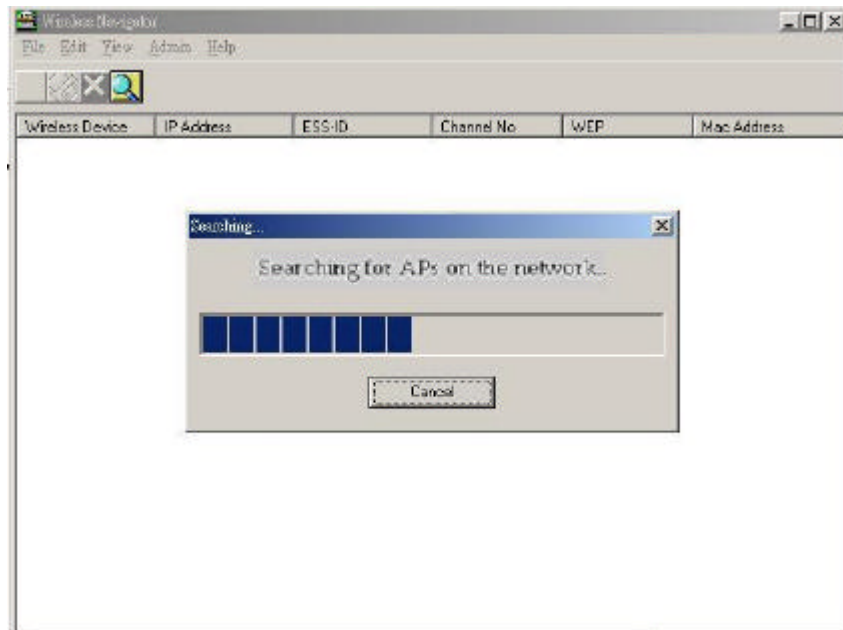 Wireless Navigator
File Edit View Admin Help
Wireless Device IP Address ESS-ID Channel No WEP Mac Address
Searching...
Searching for APs on the network...
Cancel